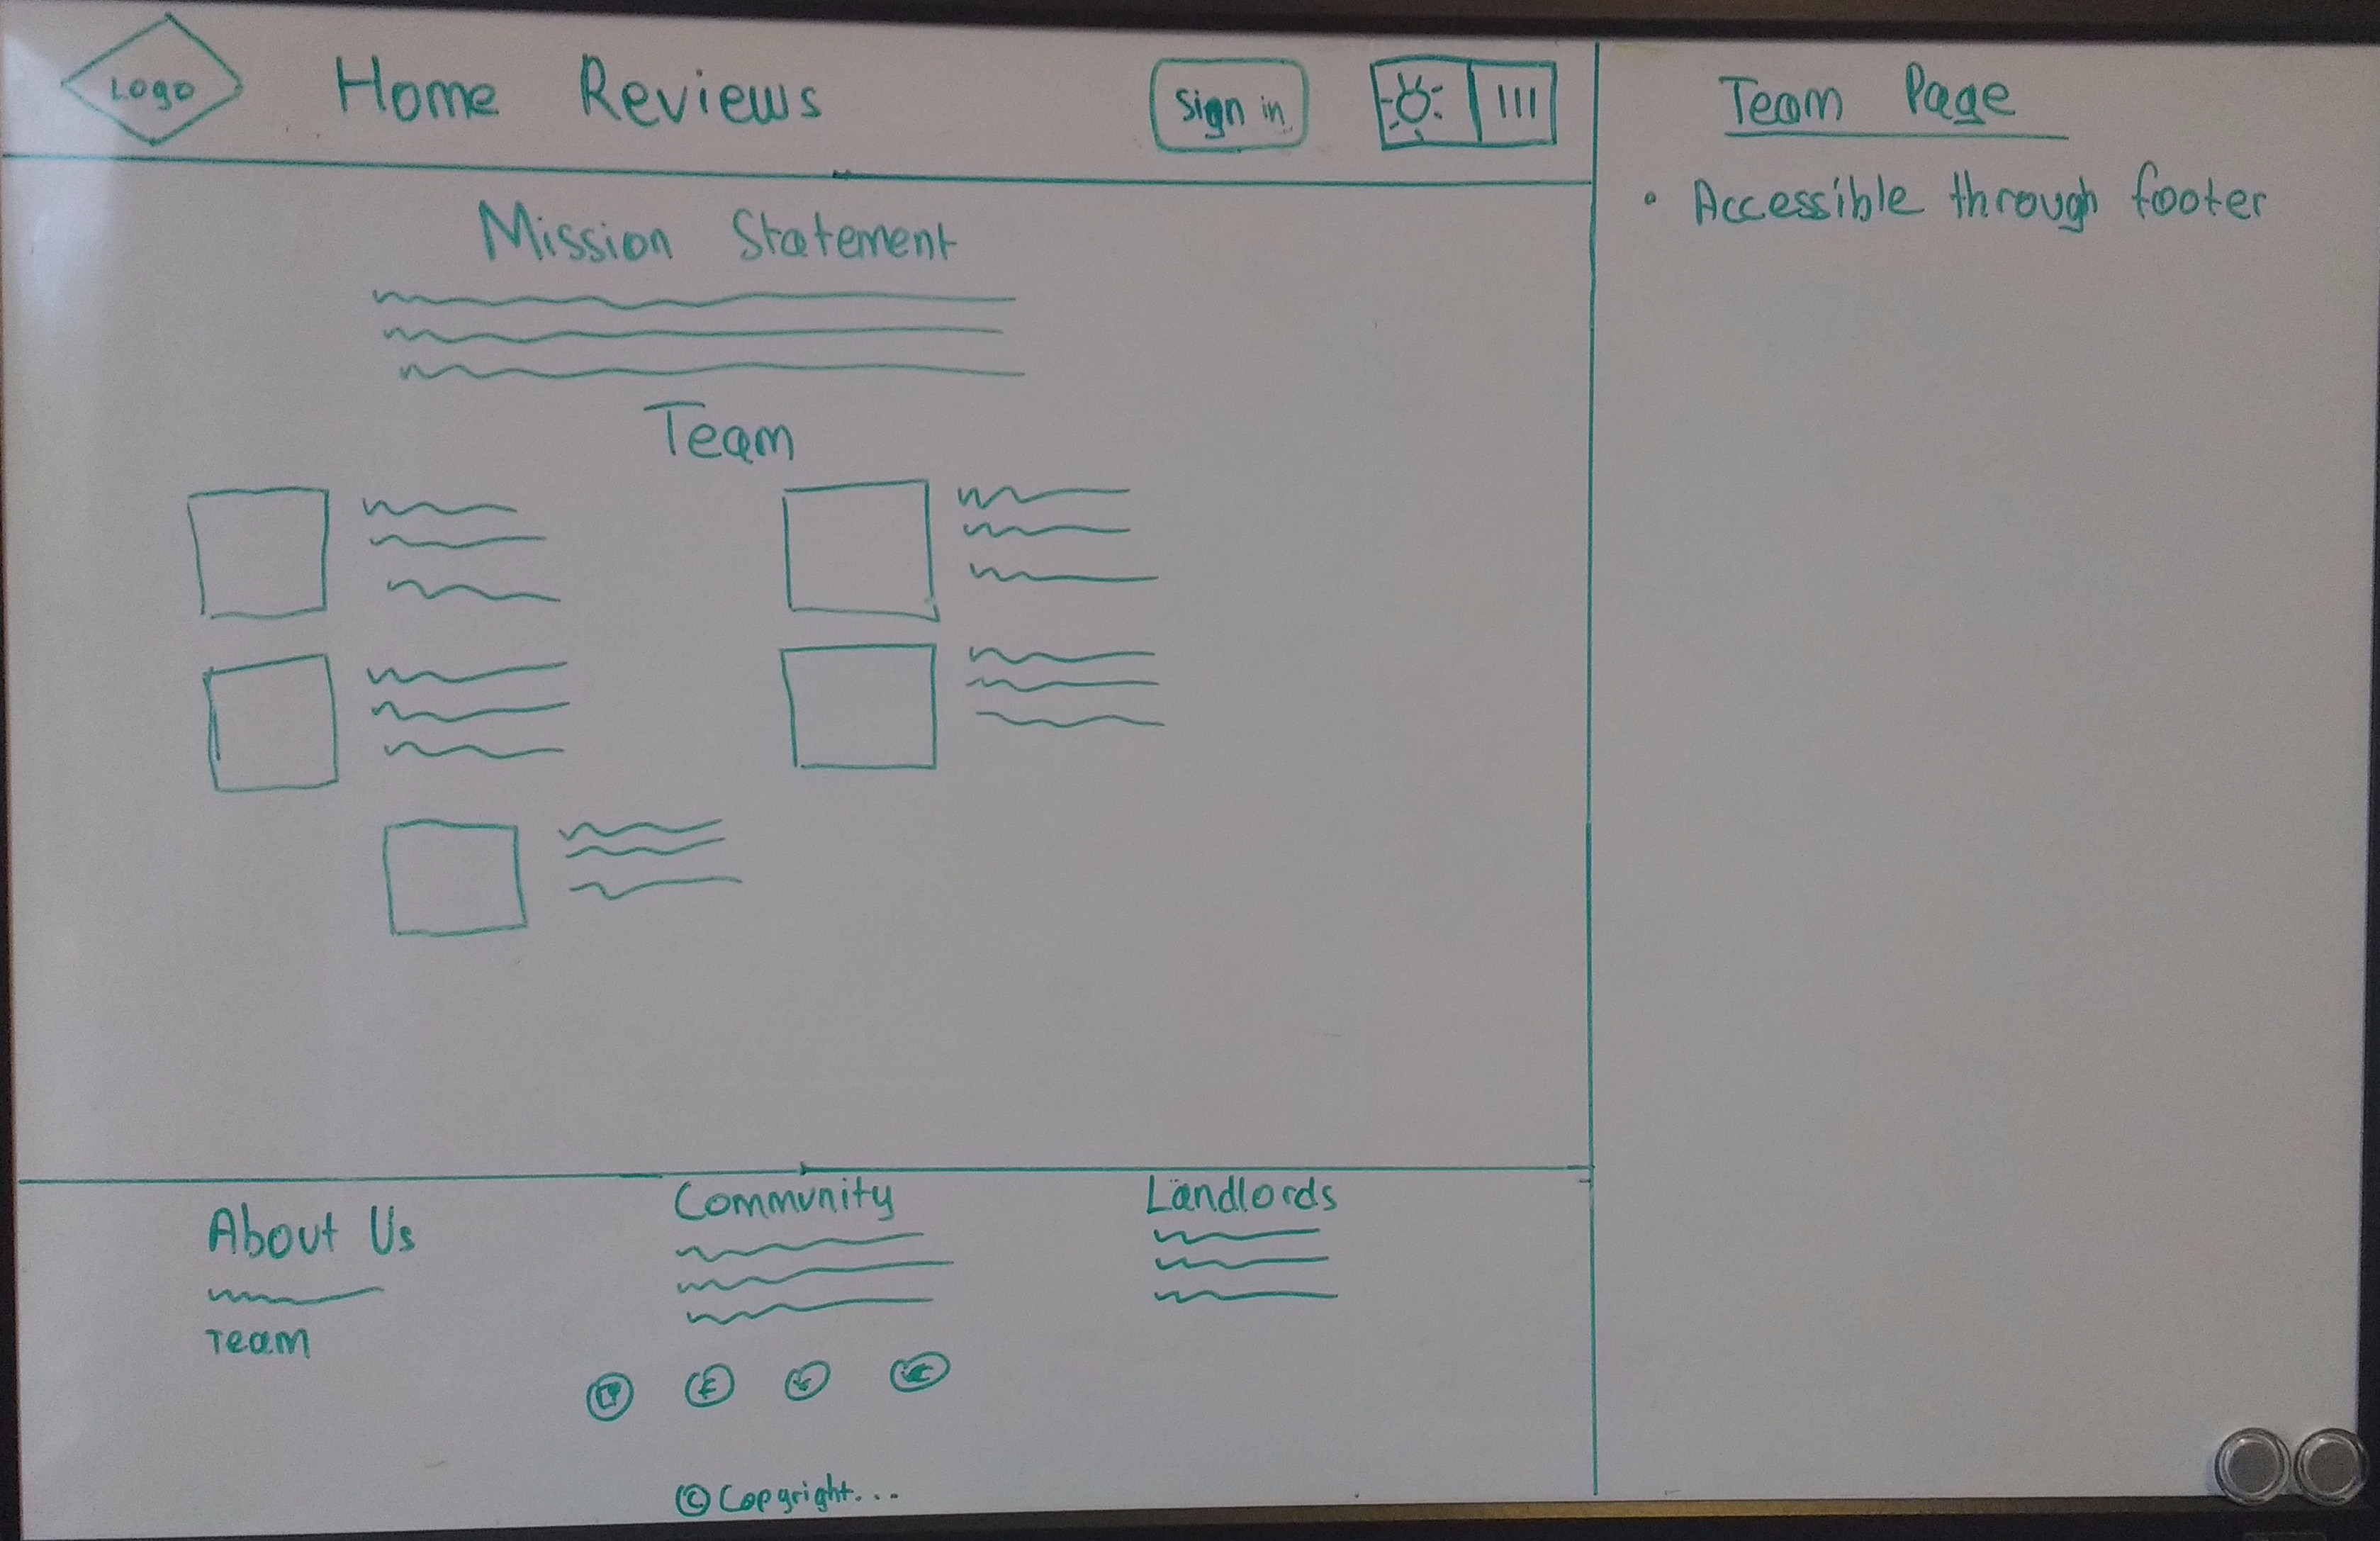 Logo Home Reviews Sign in
Mission Statement
Team
About Us
Team
Community
Landlords
© Copyright...
Team Page
• Accessible through footer